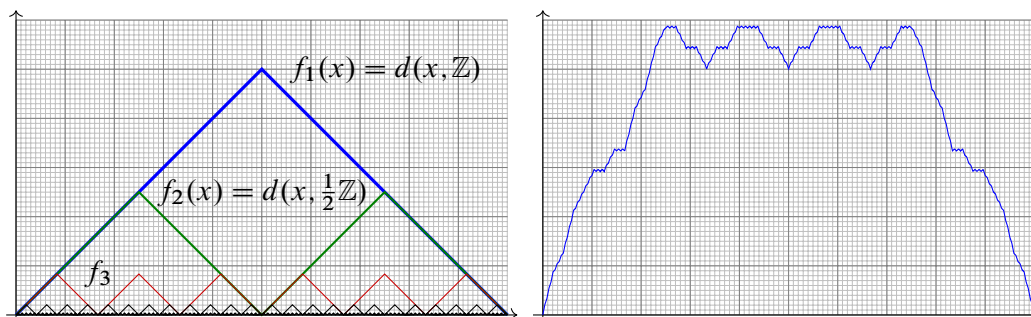 f₁(x) = d(x, ℤ)
f₂(x) = d(x, ½ℤ)
f₃